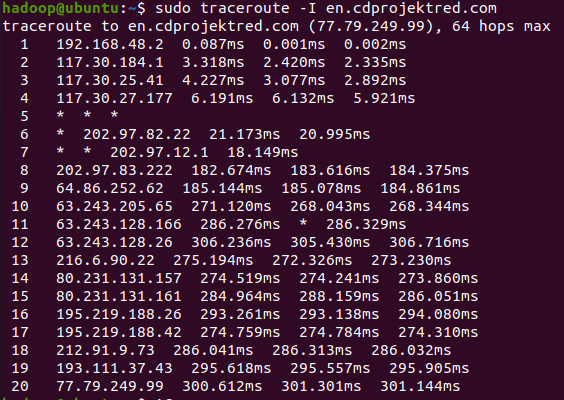 hadoop@ubuntu:~$ sudo traceroute -I en.cdprojektred.com
traceroute to en.cdprojektred.com (77.79.249.99), 64 hops max
1 192.168.48.2 0.087ms 0.001ms 0.002ms
2 117.30.184.1 3.318ms 2.420ms 2.335ms
3 117.30.25.41 4.227ms 3.077ms 2.892ms
4 117.30.27.177 6.191ms 6.132ms 5.921ms
5 * * *
6 * 202.97.82.22 21.173ms 20.995ms
7 * * 202.97.12.1 18.149ms
8 202.97.83.222 182.674ms 183.616ms 184.375ms
9 64.86.252.62 185.144ms 185.078ms 184.861ms
10 63.243.205.65 271.120ms 268.043ms 268.344ms
11 63.243.128.166 286.276ms * 286.329ms
12 63.243.128.26 306.236ms 305.430ms 306.716ms
13 216.6.90.22 275.194ms 272.326ms 273.230ms
14 80.231.131.157 274.519ms 274.241ms 273.860ms
15 80.231.131.161 284.964ms 288.159ms 286.051ms
16 195.219.188.26 293.261ms 293.138ms 294.080ms
17 195.219.188.42 274.759ms 274.784ms 274.310ms
18 212.91.9.73 286.041ms 286.313ms 286.032ms
19 193.111.37.43 295.618ms 295.557ms 295.905ms
20 77.79.249.99 300.612ms 301.301ms 301.144ms